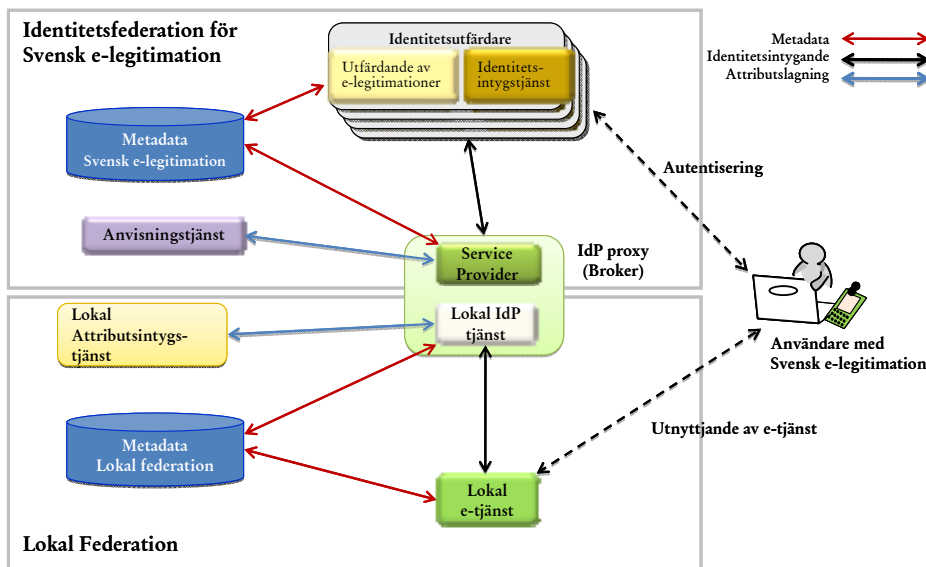 Identitetsfederation för
Svensk e-legitimation
Identitetsutfärdare
Utfärdande av
e-legitimationer
Identitets-
intygstjänst
Metadata
Identitetsintygande
Attributslagning
Metadata
Svensk e-legitimation
Autentisering
Anvisningstjänst
Service
Provider
IdP proxy
(Broker)
Lokal
Attributsintygs-
tjänst
Lokal IdP
tjänst
Användare med
Svensk e-legitimation
Utnyttjande av e-tjänst
Metadata
Lokal federation
Lokal
e-tjänst
Lokal Federation